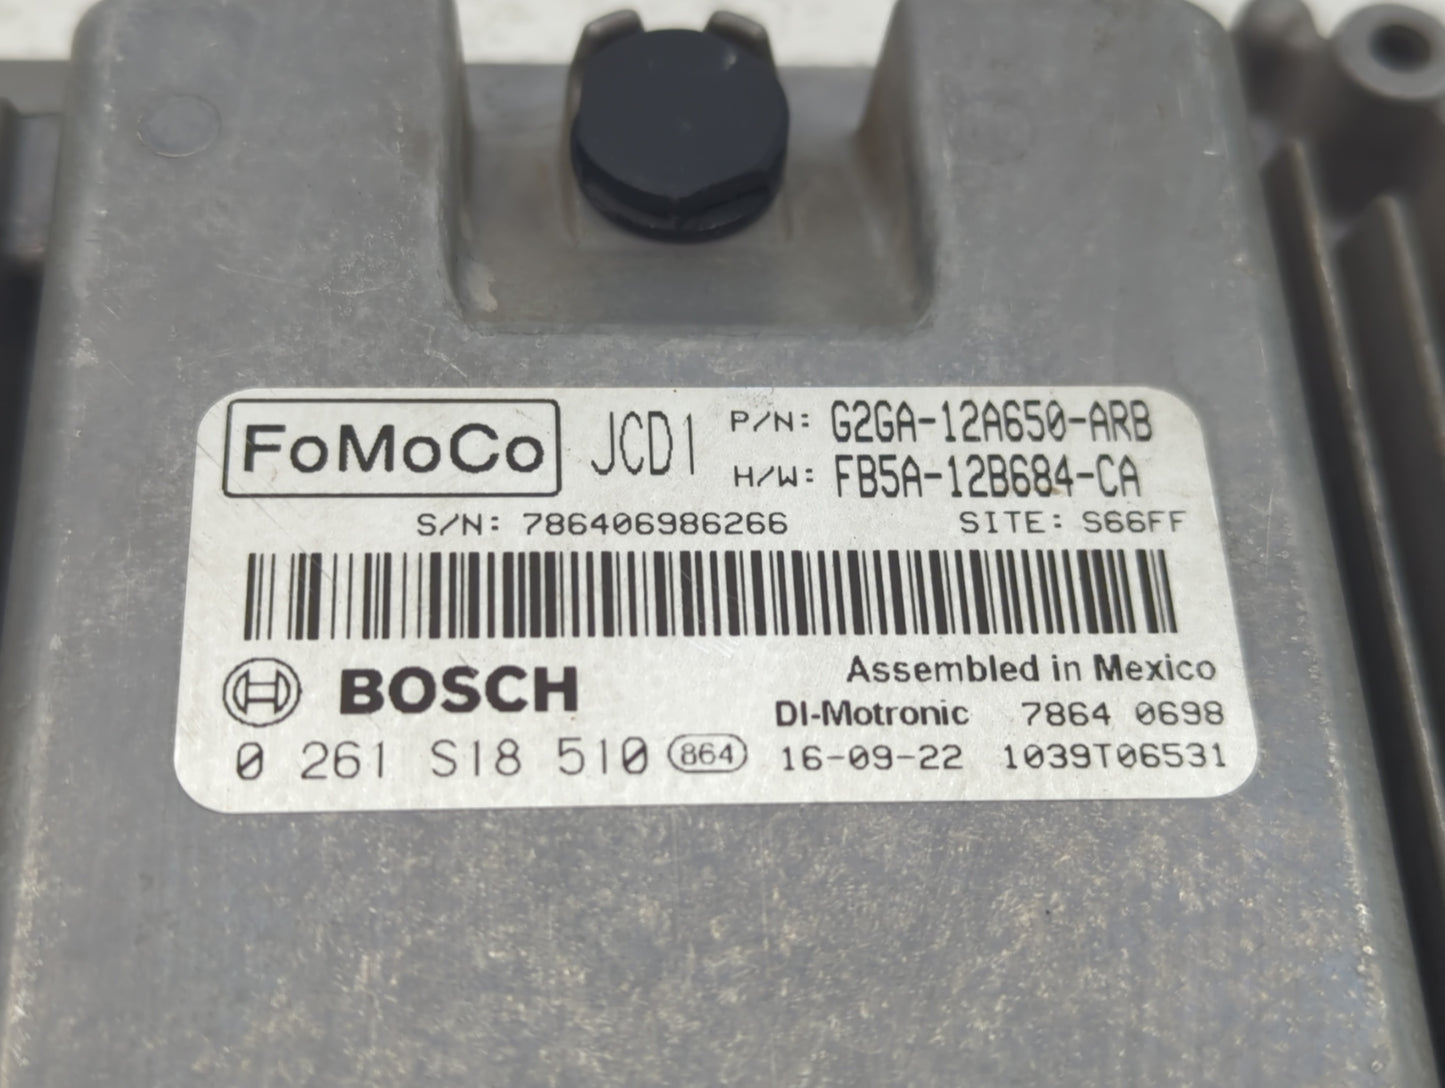 FoMoCo JCD1 P/N: G2GA-12A650-ARB
H/W: FB5A-12B684-CA
S/N: 786406986266 SITE: S66FF
BOSCH Assembled in Mexico
DI-Motronic 7864 0698
0 261 S18 510 864 16-09-22 1039T06531